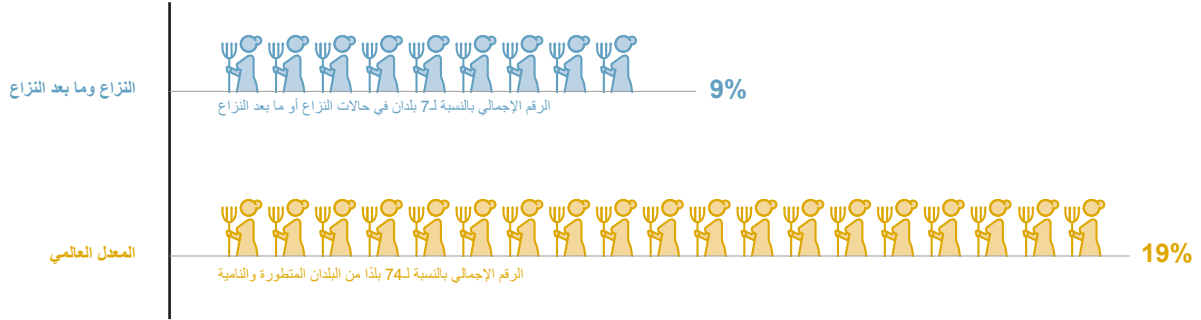 النزاع وما بعد النزاع
9%
الرقم الإجمالي بالنسبة لـ7 بلدان في حالات النزاع أو ما بعد النزاع
المعدل العالمي
19%
الرقم الإجمالي بالنسبة لـ74 بلدًا من البلدان المتطورة والنامية